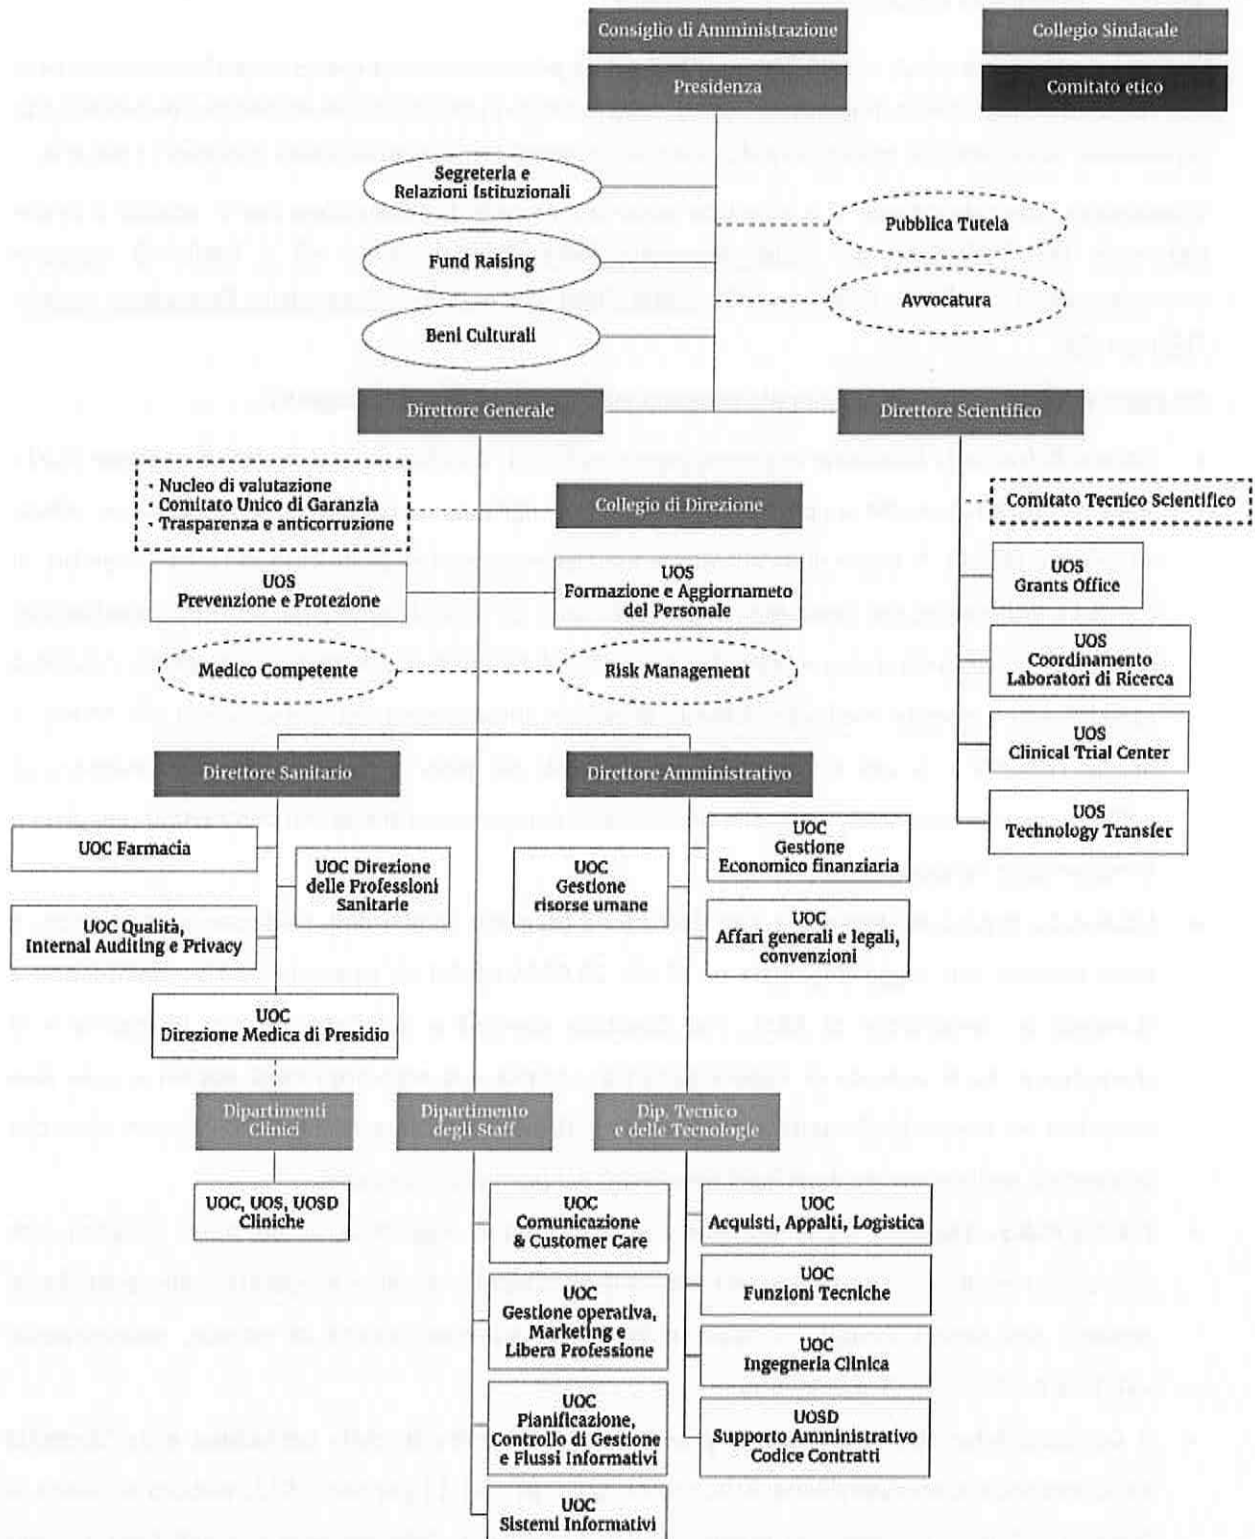 Consiglio di Amministrazione
Collegio Sindacale
Presidenza
Comitato etico
Segreteria e
Relazioni Istituzionali
Pubblica Tutela
Fund Raising
Avvocatura
Beni Culturali
Direttore Generale
Direttore Scientifico
· Nucleo di valutazione
· Comitato Unico di Garanzia
· Trasparenza e anticorruzione
Collegio di Direzione
Comitato Tecnico Scientifico
UOS
Prevenzione e Protezione
UOS
Formazione e Aggiornameto
del Personale
UOS
Grants Office
Medico Competente
Risk Management
UOS
Coordinamento
Laboratori di Ricerca
UOS
Clinical Trial Center
UOS
Technology Transfer
Direttore Sanitario
Direttore Amministrativo
UOC Farmacia
UOC Direzione
delle Professioni
Sanitarie
UOC Qualità,
Internal Auditing e Privacy
UOC
Direzione Medica di Presidio
UOC
Gestione
risorse umane
UOC
Gestione
Economico finanziaria
UOC
Affari generali e legali,
convenzioni
Dipartimenti
Clinici
Dipartimento
degli Staff
Dip. Tecnico
e delle Tecnologie
UOC, UOS, UOSD
Cliniche
UOC
Comunicazione
& Customer Care
UOC
Gestione operativa,
Marketing e
Libera Professione
UOC
Pianificazione,
Controllo di Gestione
e Flussi Informativi
UOC
Sistemi Informativi
UOC
Acquisti, Appalti, Logistica
UOC
Funzioni Tecniche
UOC
Ingegneria Clinica
UOSD
Supporto Amministrativo
Codice Contratti